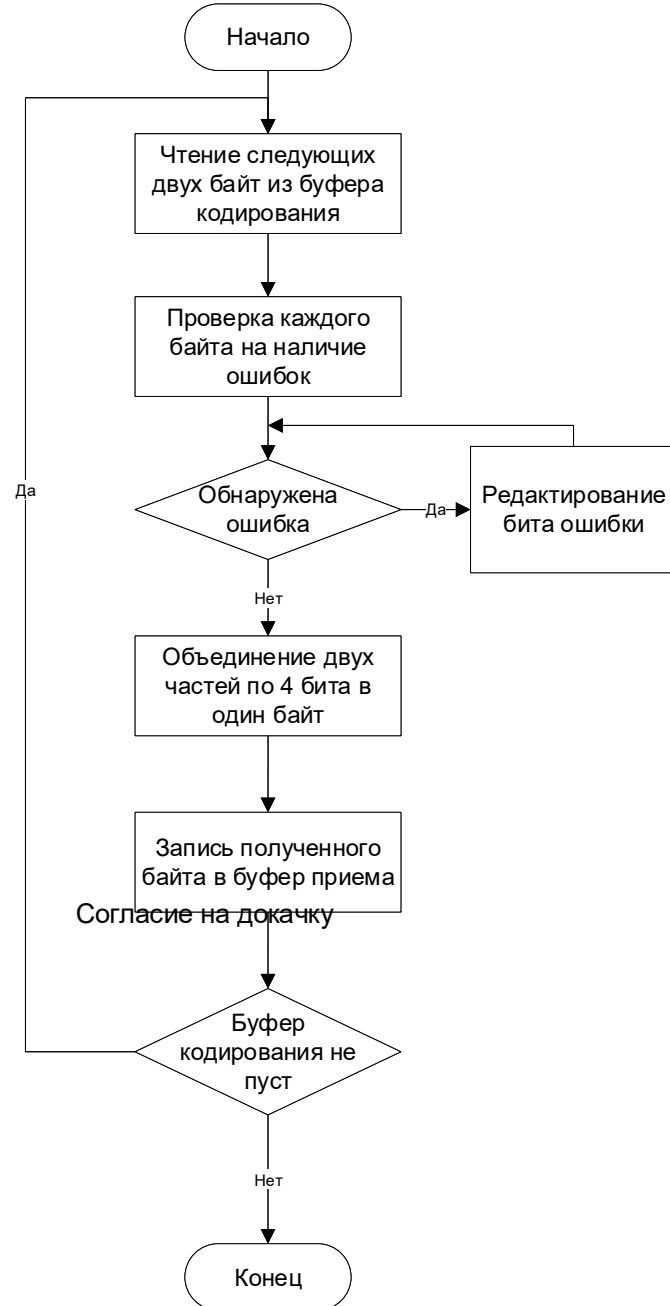 Начало
Чтение следующих
двух байт из буфера
кодирования
Проверка каждого
байта на наличие
ошибок
Да
Обнаружена
ошибка
Да
Редактирование
бита ошибки
Нет
Объединение двух
частей по 4 бита в
один байт
Запись полученного
байта в буфер приема
Согласие на докачку
Буфер
кодирования не
пуст
Нет
Конец